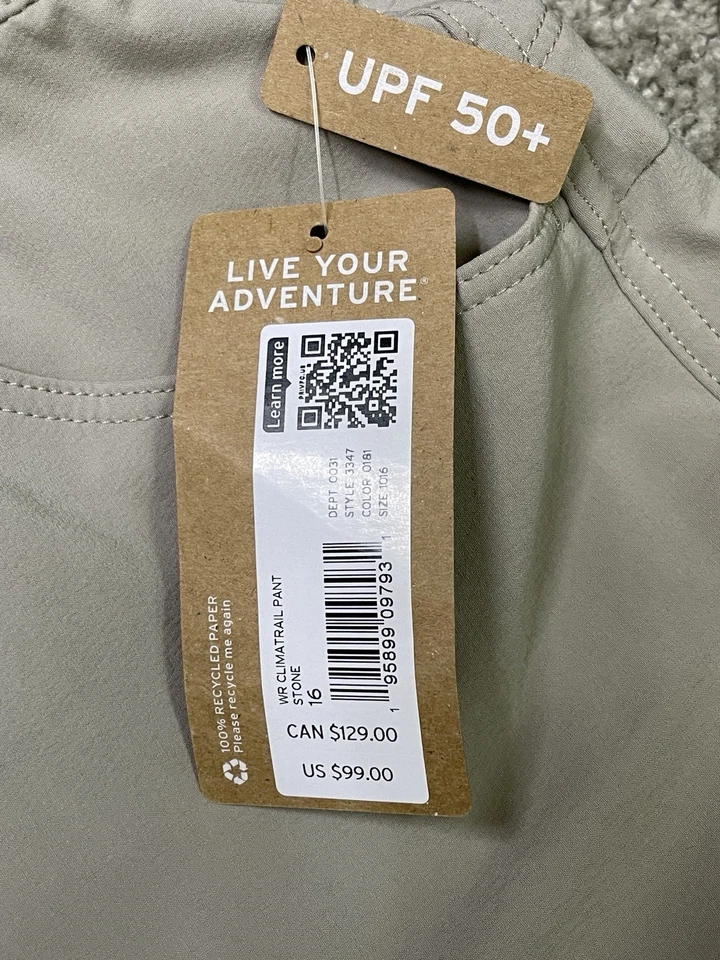 UPF 50+
LIVE YOUR
ADVENTURE®
Learn more
DEPT 0031
STYLE 3347
COLOR 0181
SIZE 1016
1 95899 09793 1
WR CLIMATRAIL PANT
STONE
16
CAN $129.00
US $99.00
100% RECYCLED PAPER
Please recycle me again